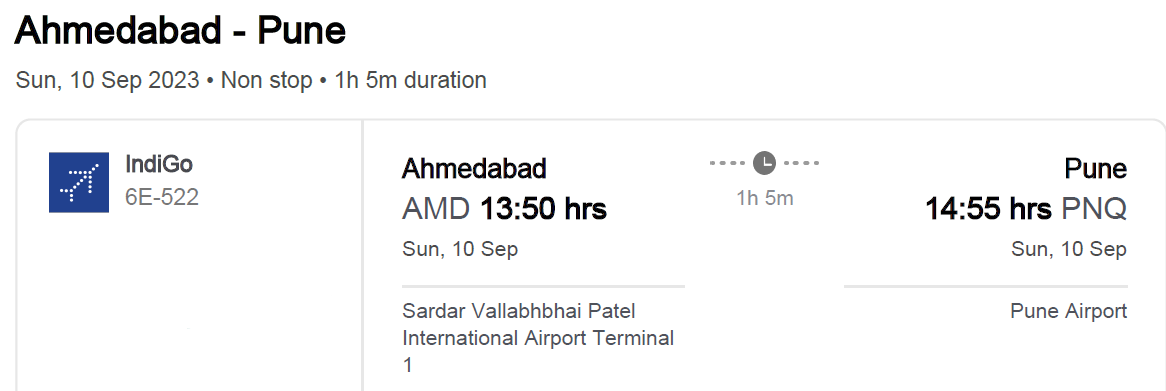 Ahmedabad - Pune
Sun, 10 Sep 2023 • Non stop • 1h 5m duration
IndiGo
6E-522
Ahmedabad
AMD 13:50 hrs
Sun, 10 Sep
Sardar Vallabhbhai Patel
International Airport Terminal
1
1h 5m
Pune
14:55 hrs PNQ
Sun, 10 Sep
Pune Airport